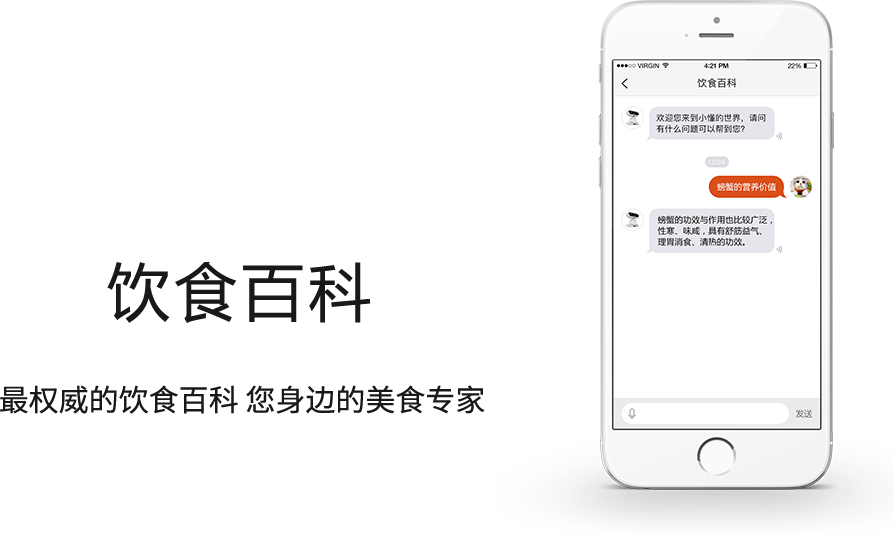 饮食百科
最权威的饮食百科 您身边的美食专家
VIRGIN
4:21 PM
22%
饮食百科
欢迎您来到小懂的世界，请问
有什么问题可以帮到您?
12:24
螃蟹的营养价值
螃蟹的功效与作用也比较广泛，
性寒、味咸，具有舒筋益气、
理胃消食、清热的功效。
发送